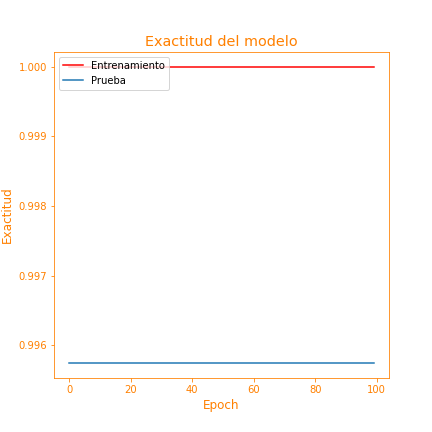 Exactitud del modelo
Entrenamiento
Prueba
Exactitud
1.000
0.999
0.998
0.997
0.996
0
20
40
60
80
100
Epoch